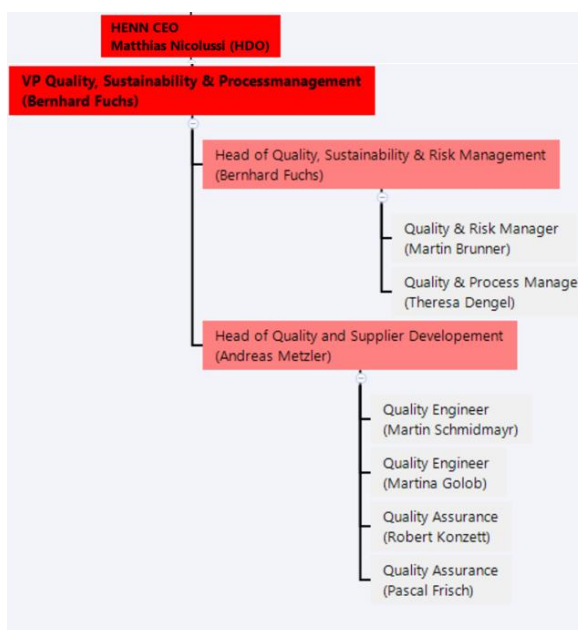 HENN CEO
Matthias Nicolussi (HDO)
VP Quality, Sustainability & Processmanagement
(Bernhard Fuchs)
Head of Quality, Sustainability & Risk Management
(Bernhard Fuchs)
Quality & Risk Manager
(Martin Brunner)
Quality & Process Manage
(Theresa Dengel)
Head of Quality and Supplier Developement
(Andreas Metzler)
Quality Engineer
(Martin Schmidmayr)
Quality Engineer
(Martina Golob)
Quality Assurance
(Robert Konzett)
Quality Assurance
(Pascal Frisch)